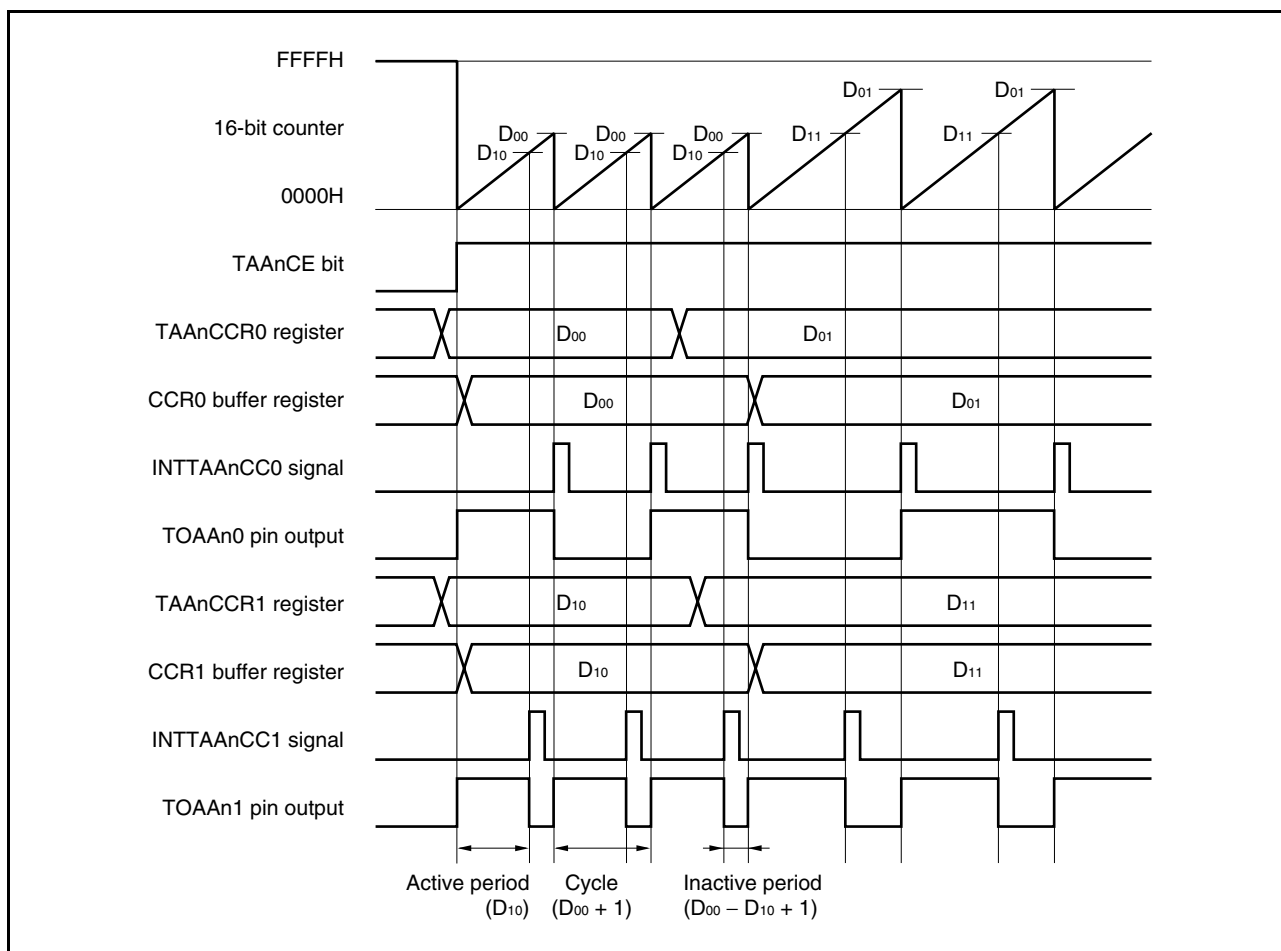 FFFFH
D01 D01
16-bit counter D00 D00 D00 D11 D11
D10 D10 D10
0000H
TAAnCE bit
TAAnCCR0 register D00 D01
CCR0 buffer register D00 D01
INTTAAnCC0 signal
TOAAn0 pin output
TAAnCCR1 register D10 D11
CCR1 buffer register D10 D11
INTTAAnCC1 signal
TOAAn1 pin output
Active period Cycle Inactive period
(D10) (D00 + 1) (D00 − D10 + 1)